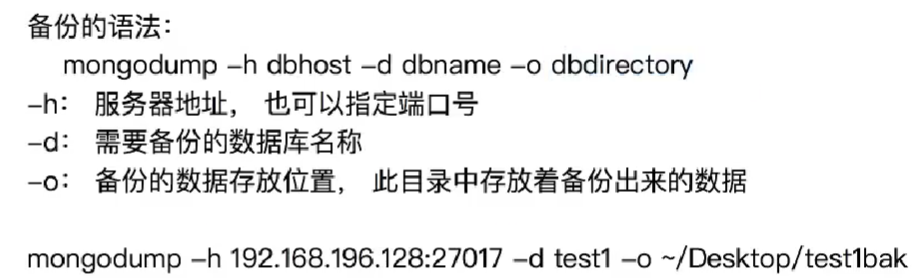 备份的语法：
mongodump –h dbhost –d dbname –o dbdirectory
–h： 服务器地址， 也可以指定端口号
–d： 需要备份的数据库名称
–o： 备份的数据存放位置， 此目录中存放着备份出来的数据
mongodump –h 192.168.196.128:27017 –d test1 –o ~/Desktop/test1bak